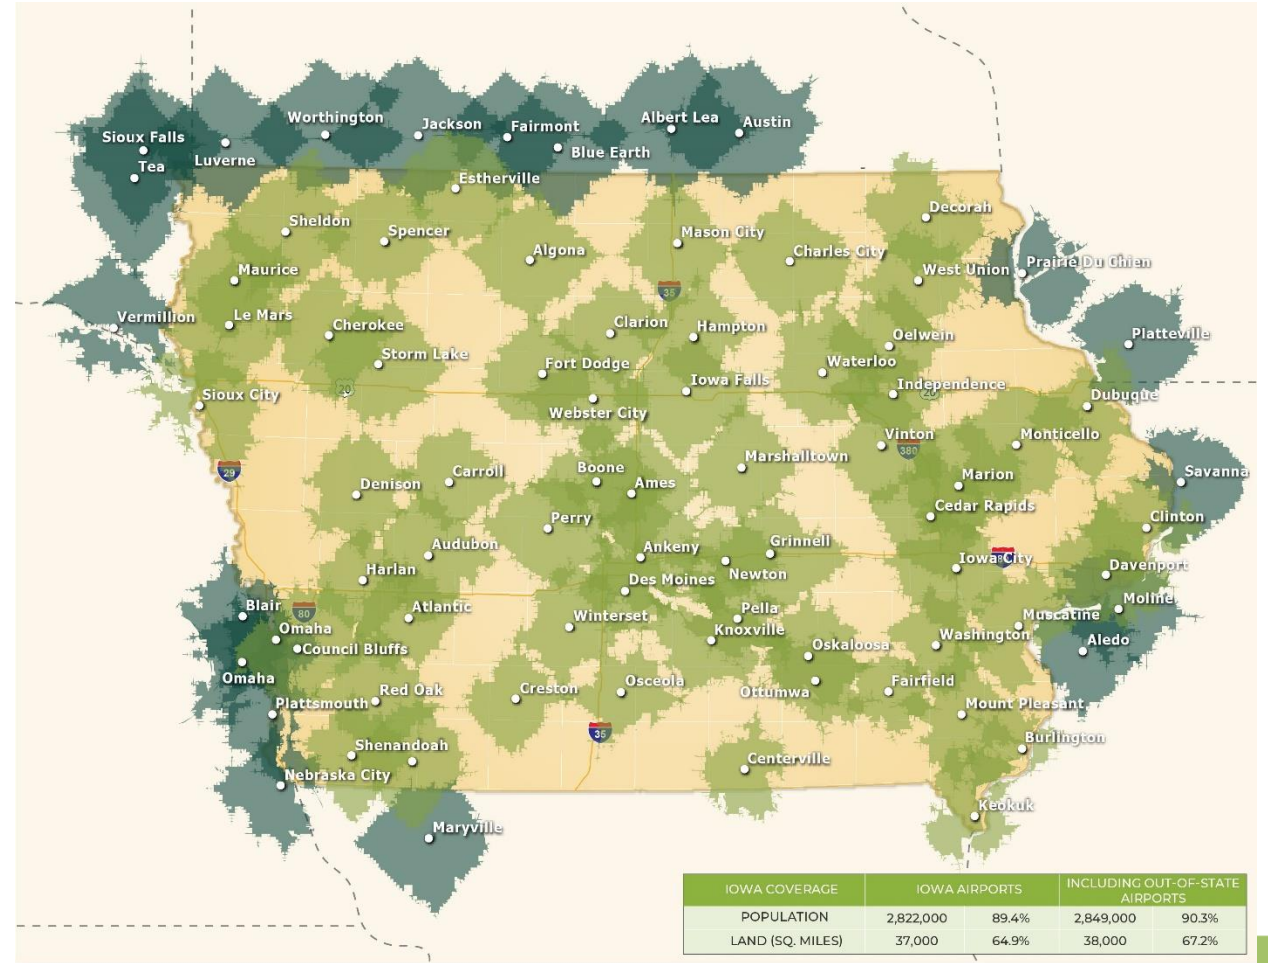 Worthington
Jackson
Fairmont
Albert Lea
Austin
Sioux Falls
Luverne
Blue Earth
Tea
Estherville
Decorah
Sheldon
Spencer
Mason City
Algona
Charles City
Maurice
West Union
Prairie Du Chien
35
Vermillion
Le Mars
Cherokee
Clarion
Hampton
Oelwein
Platteville
Storm Lake
Fort Dodge
Waterloo
Iowa Falls
Independence
20
20
Sioux City
Dubuque
Webster City
Vinton
Monticello
380
Marshalltown
29
Carroll
Boone
Savanna
Denison
Ames
Marion
Cedar Rapids
Clinton
Perry
Audubon
Ankeny
Grinnell
Iowa City
Harlan
Des Moines
Newton
Davenport
Blair
80
Atlantic
Moline
Omaha
Winterset
Pella
Muscatine
Knoxville
Washington
Aledo
Council Bluffs
Oskaloosa
Omaha
Red Oak
Creston
Osceola
Ottumwa
Fairfield
Plattsmouth
Mount Pleasant
35
Shenandoah
Burlington
Centerville
Nebraska City
Keokuk
Maryville
IOWA COVERAGE IOWA AIRPORTS INCLUDING OUT-OF-STATE
AIRPORTS
POPULATION 2,822,000 89.4% 2,849,000 90.3%
LAND (SQ. MILES) 37,000 64.9% 38,000 67.2%